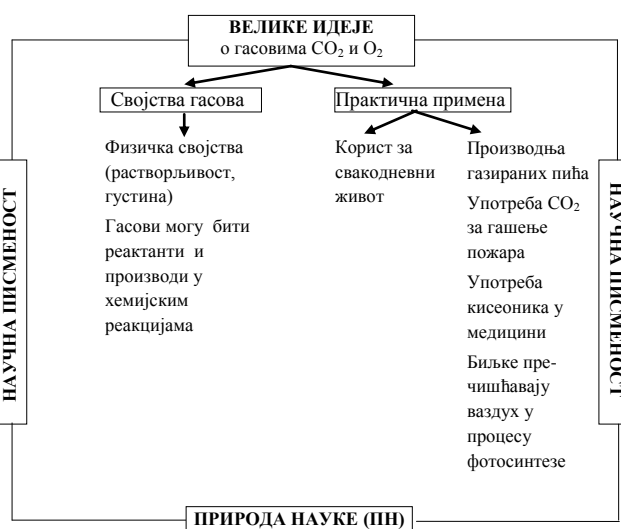 ВЕЛИКЕ ИДЕЈЕ
о гасовима CO₂ и O₂
Својства гасова
Практична примена
Физичка својства
(растворљивост,
густина)
Гасови могу бити
реактанти и
производи у
хемијским
реакцијама
Корист за
свакодневни
живот
Производња
газираних пића
Употреба CO₂
за гашење
пожара
Употреба
кисеоника у
медицини
Биљке пре-
чишћавају
ваздух у
процесу
фотосинтезе
НАУЧНА ПИСМЕНОСТ
НАУЧНА ПИСМЕНОСТ
ПРИРОДА НАУКЕ (ПН)